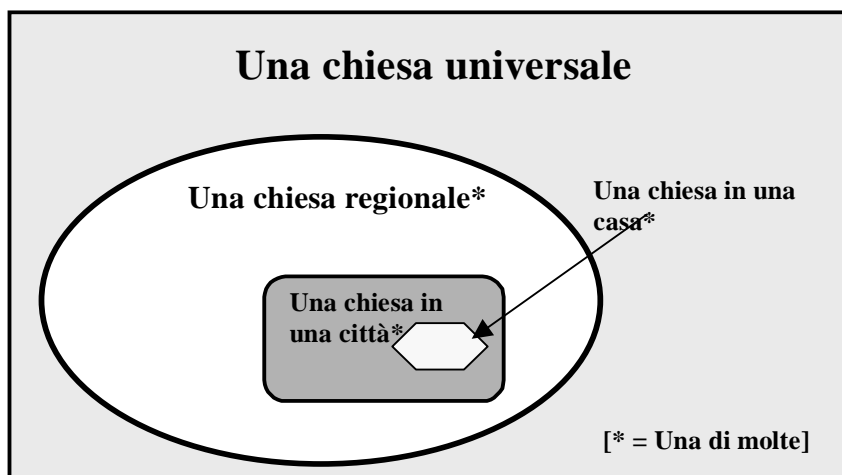 Una chiesa universale
Una chiesa regionale*
Una chiesa in una
casa*
Una chiesa in
una città*
[* = Una di molte]